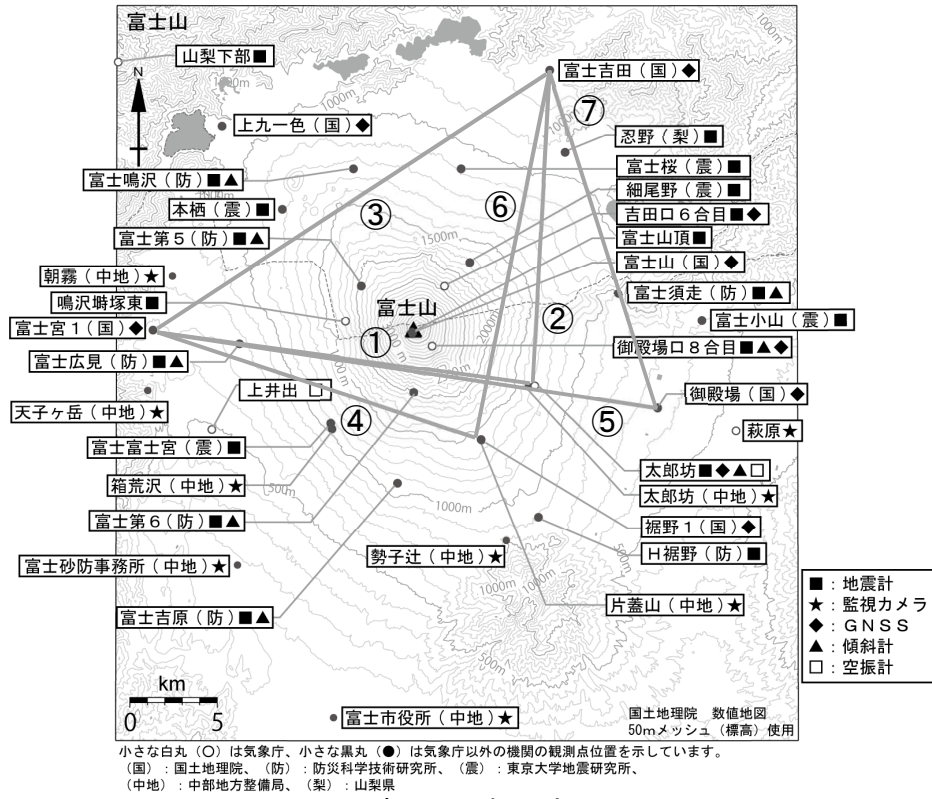 富士山
山梨下部■
N
富士吉田（国）◆
⑦
上九一色（国）◆
忍野（梨）■
富士桜（震）■
富士鳴沢（防）■▲
細尾野（震）■
本栖（震）■
③
⑥
吉田口６合目■◆
富士第５（防）■▲
富士山頂■
富士山（国）◆
朝霧（中地）★
鳴沢塒塚東■
富士山
富士須走（防）■▲
富士宮１（国）◆
①
②
富士小山（震）■
富士広見（防）■▲
御殿場口８合目■▲◆
天子ヶ岳（中地）★
上井出 □
御殿場（国）◆
④
⑤
萩原★
富士富士宮（震）■
太郎坊■◆▲□
箱荒沢（中地）★
太郎坊（中地）★
富士第６（防）■▲
裾野１（国）◆
勢子辻（中地）★
Ｈ裾野（防）■
富士砂防事務所（中地）★
片蓋山（中地）★
富士吉原（防）■▲
1000m
1000m
1000m
1500m
2000m
500m
1000m
500m
1000m
1000m
500m
■：地震計
★：監視カメラ
◆：ＧＮＳＳ
▲：傾斜計
□：空振計
km
0 5
富士市役所（中地）★
国土地理院　数値地図
50mメッシュ（標高）使用
小さな白丸（○）は気象庁、小さな黒丸（●）は気象庁以外の機関の観測点位置を示しています。
（国）：国土地理院、（防）：防災科学技術研究所、（震）：東京大学地震研究所、
（中地）：中部地方整備局、（梨）：山梨県